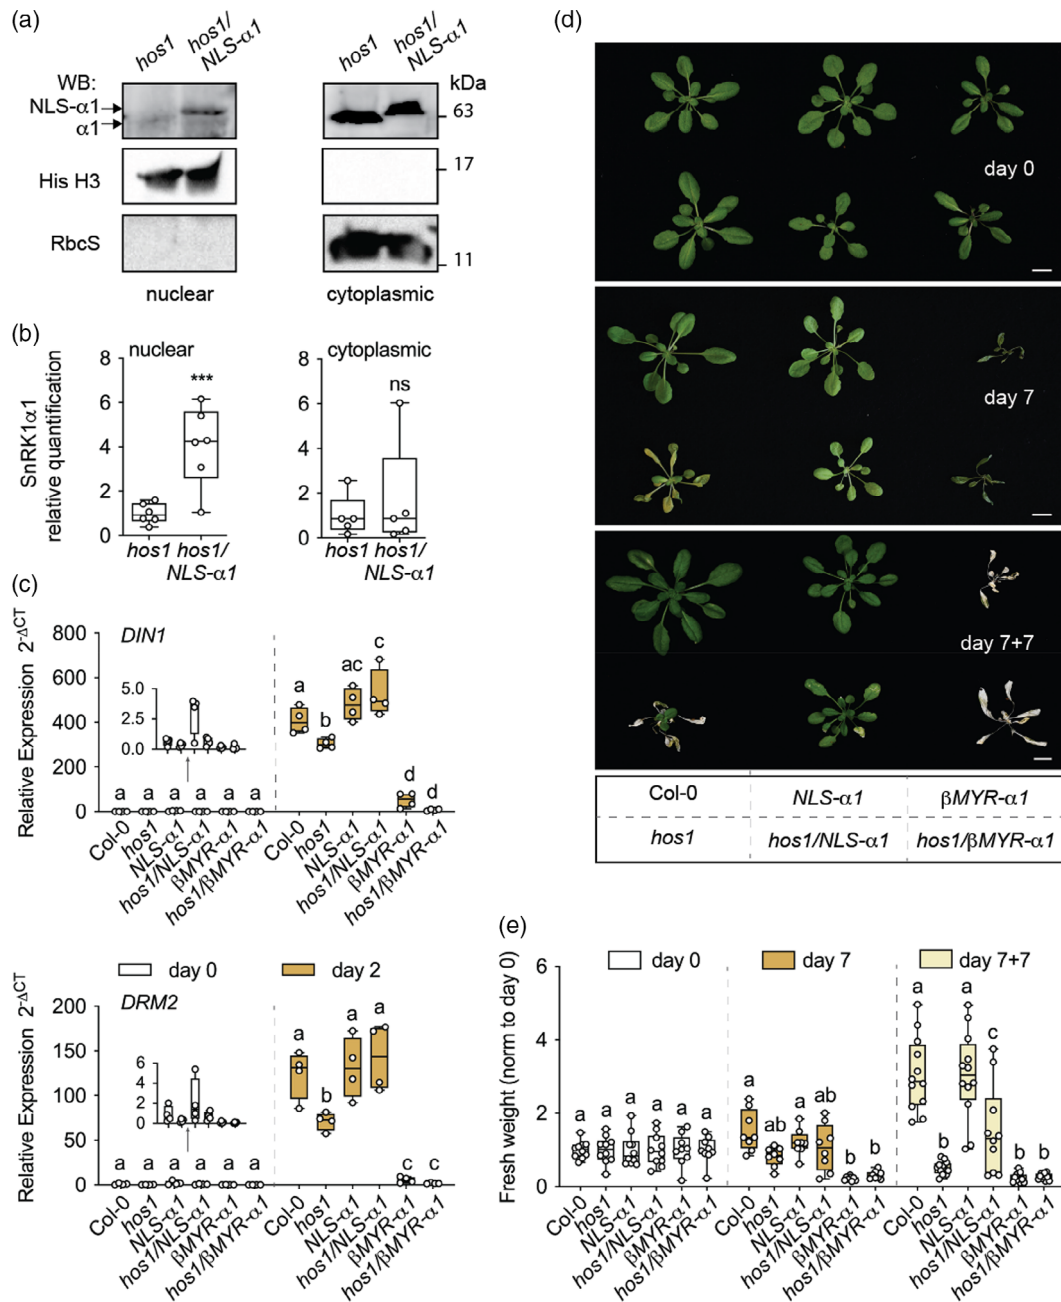 (a)
hos1
hos1/
NLS-α1
hos1
hos1/
NLS-α1
WB:
kDa
NLS-α1
α1
63
His H3
17
RbcS
11
nuclear
cytoplasmic
(b)
SnRK1α1
relative quantification
nuclear
8
6
4
2
0
***
hos1
hos1/
NLS-α1
cytoplasmic
8
6
4
2
0
ns
hos1
hos1/
NLS-α1
(c)
Relative Expression 2-ΔCT
DIN1
800
600
400
200
0
5.0
2.5
0.0
a a a a a a
a b ac c d d
Col-0
hos1
NLS-α1
hos1/NLS-α1
βMYR-α1
hos1/βMYR-α1
Col-0
hos1
NLS-α1
hos1/NLS-α1
βMYR-α1
hos1/βMYR-α1
day 0
day 2
Relative Expression 2-ΔCT
DRM2
200
150
100
50
0
6
4
2
0
a a a a a a
a b a a c c
Col-0
hos1
NLS-α1
hos1/NLS-α1
βMYR-α1
hos1/βMYR-α1
Col-0
hos1
NLS-α1
hos1/NLS-α1
βMYR-α1
hos1/βMYR-α1
(d)
day 0
day 7
day 7+7
Col-0
NLS-α1
βMYR-α1
hos1
hos1/NLS-α1
hos1/βMYR-α1
(e)
Fresh weight (norm to day 0)
6
4
2
0
day 0
day 7
day 7+7
a a a a a a
a ab a ab b b
a b a c b b
Col-0
hos1
NLS-α1
hos1/NLS-α1
βMYR-α1
hos1/βMYR-α1
Col-0
hos1
NLS-α1
hos1/NLS-α1
βMYR-α1
hos1/βMYR-α1
Col-0
hos1
NLS-α1
hos1/NLS-α1
βMYR-α1
hos1/βMYR-α1